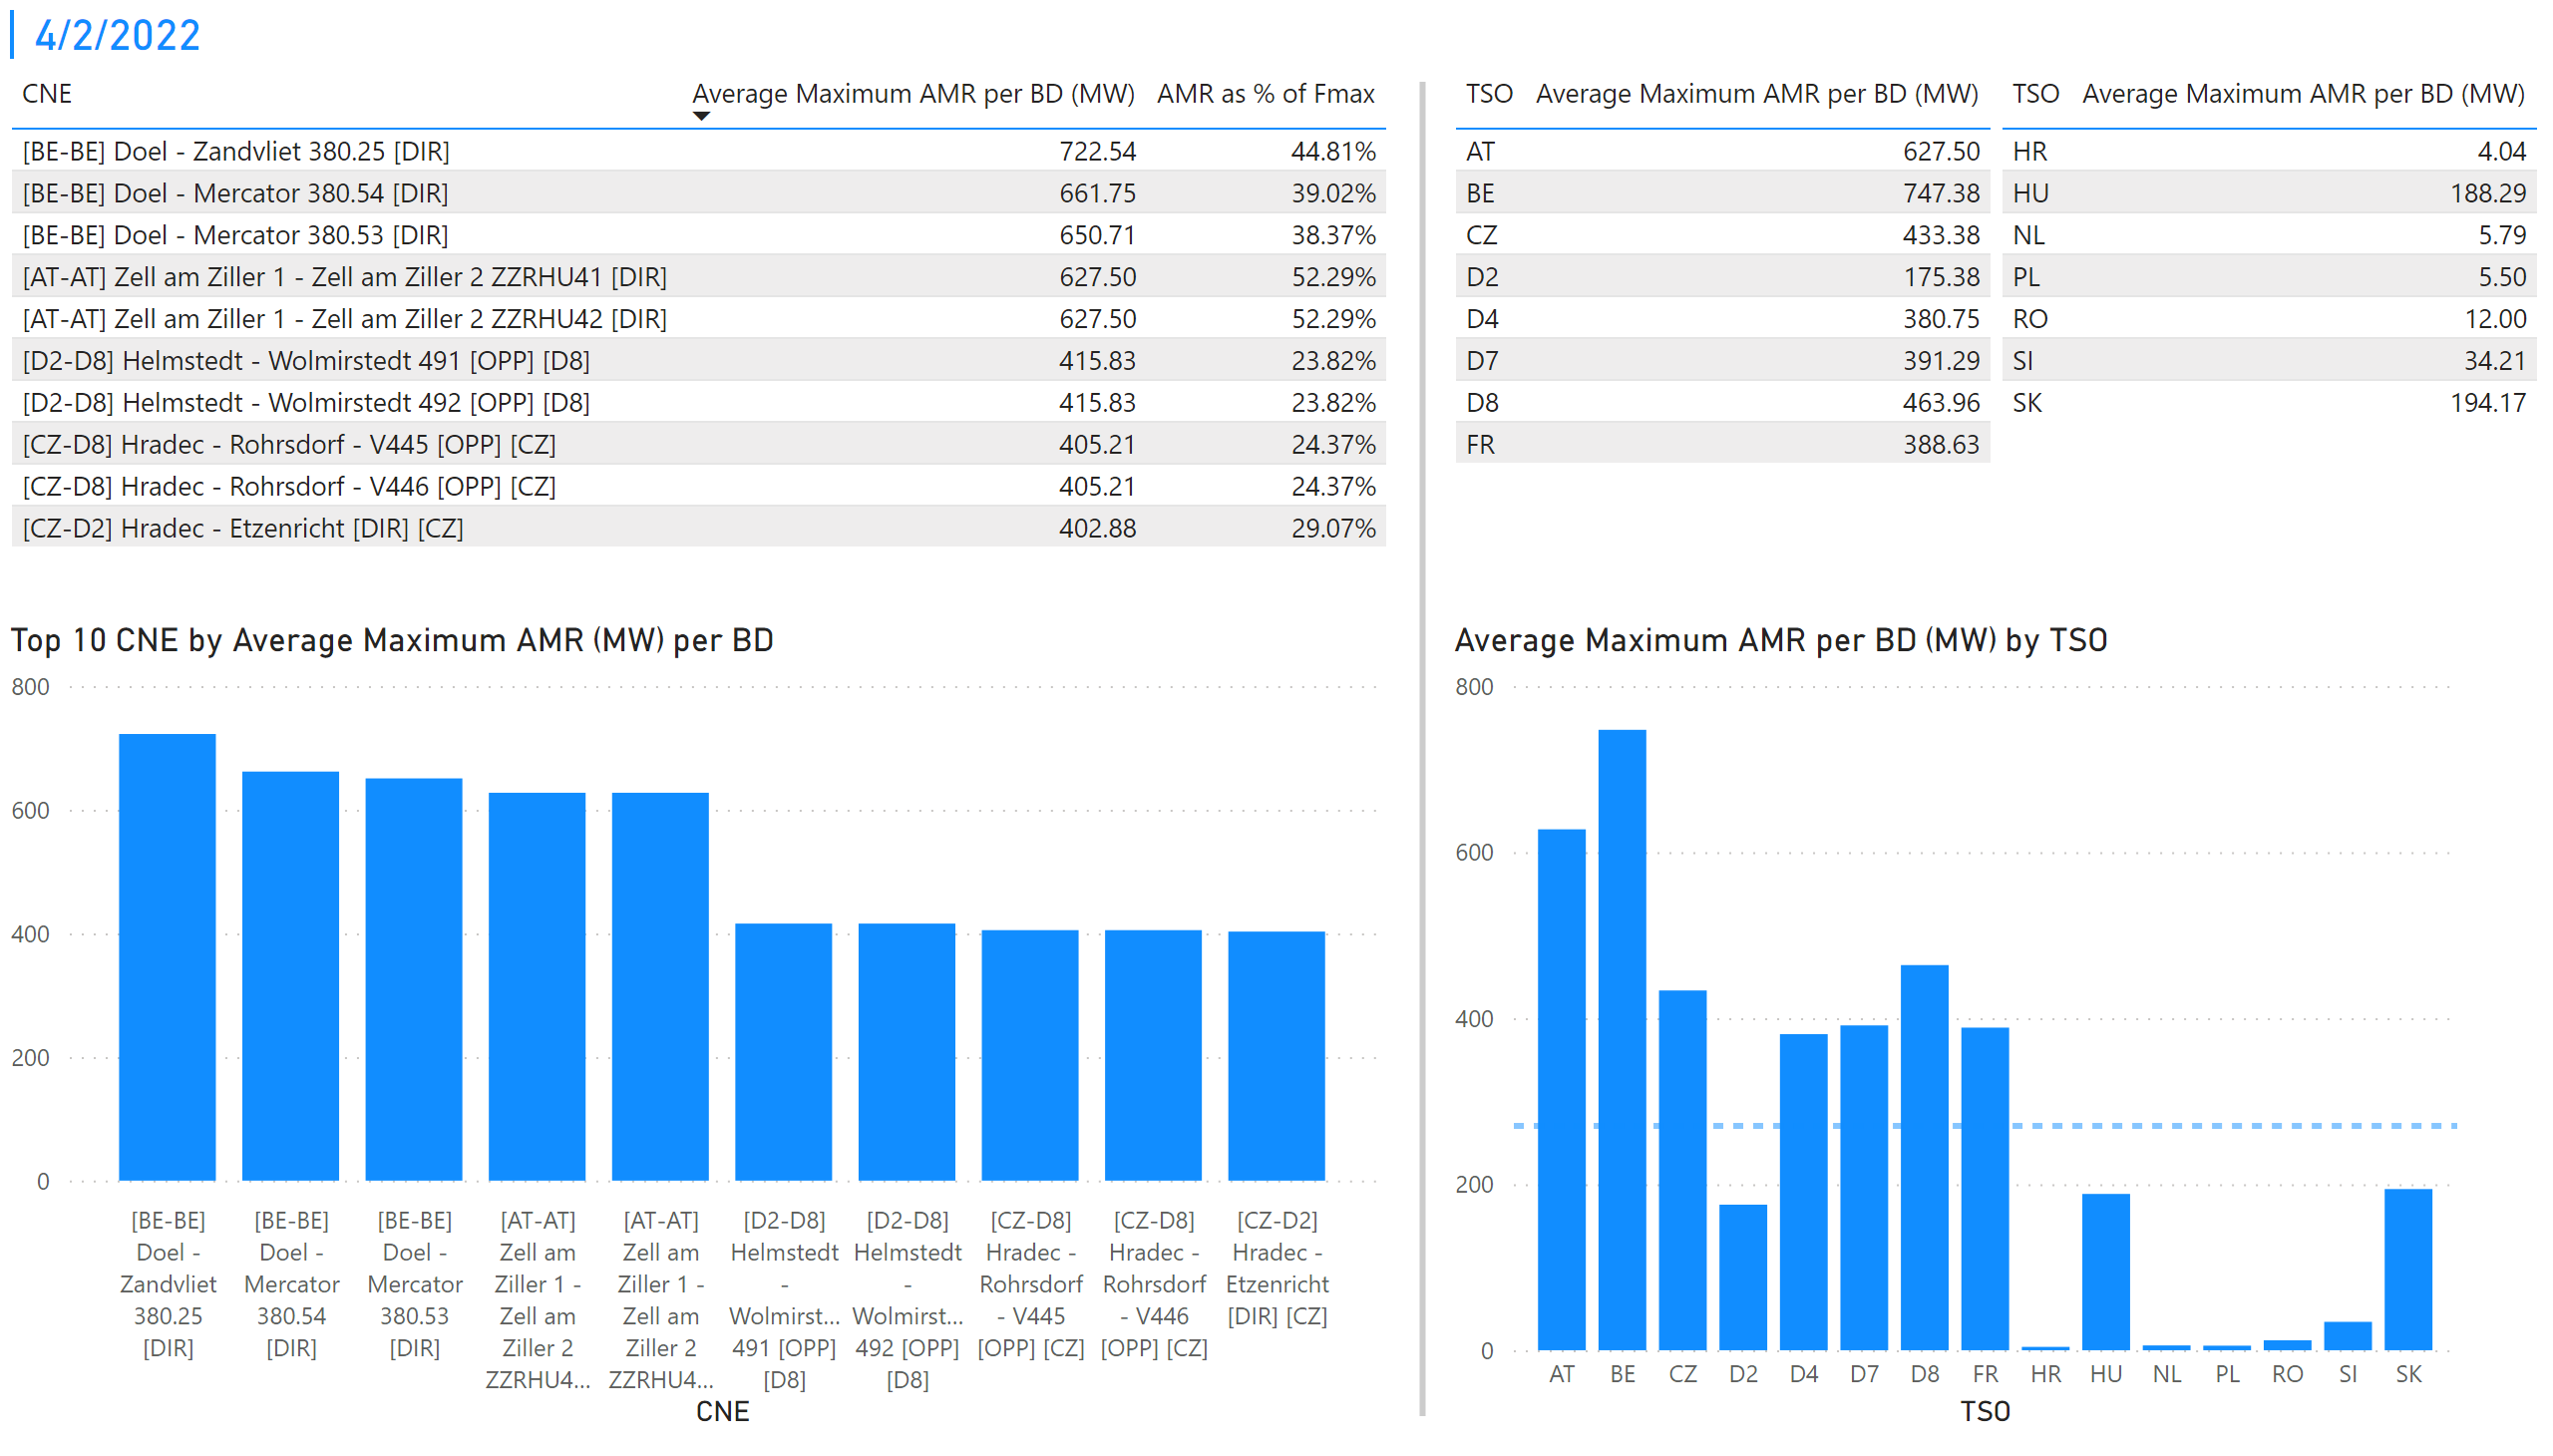 4/2/2022
CNE Average Maximum AMR per BD (MW) AMR as % of Fmax
[BE-BE] Doel - Zandvliet 380.25 [DIR] 722.54 44.81%
[BE-BE] Doel - Mercator 380.54 [DIR] 661.75 39.02%
[BE-BE] Doel - Mercator 380.53 [DIR] 650.71 38.37%
[AT-AT] Zell am Ziller 1 - Zell am Ziller 2 ZZRHU41 [DIR] 627.50 52.29%
[AT-AT] Zell am Ziller 1 - Zell am Ziller 2 ZZRHU42 [DIR] 627.50 52.29%
[D2-D8] Helmstedt - Wolmirstedt 491 [OPP] [D8] 415.83 23.82%
[D2-D8] Helmstedt - Wolmirstedt 492 [OPP] [D8] 415.83 23.82%
[CZ-D8] Hradec - Rohrsdorf - V445 [OPP] [CZ] 405.21 24.37%
[CZ-D8] Hradec - Rohrsdorf - V446 [OPP] [CZ] 405.21 24.37%
[CZ-D2] Hradec - Etzenricht [DIR] [CZ] 402.88 29.07%
TSO Average Maximum AMR per BD (MW)
AT 627.50
BE 747.38
CZ 433.38
D2 175.38
D4 380.75
D7 391.29
D8 463.96
FR 388.63
TSO Average Maximum AMR per BD (MW)
HR 4.04
HU 188.29
NL 5.79
PL 5.50
RO 12.00
SI 34.21
SK 194.17
Top 10 CNE by Average Maximum AMR (MW) per BD
800
600
400
200
0
[BE-BE]
Doel -
Zandvliet
380.25
[DIR]
[BE-BE]
Doel -
Mercator
380.54
[DIR]
[BE-BE]
Doel -
Mercator
380.53
[DIR]
[AT-AT]
Zell am
Ziller 1 -
Zell am
Ziller 2
ZZRHU4...
[AT-AT]
Zell am
Ziller 1 -
Zell am
Ziller 2
ZZRHU4...
[D2-D8]
Helmstedt
-
Wolmirst...
491 [OPP]
[D8]
[D2-D8]
Helmstedt
-
Wolmirst...
492 [OPP]
[D8]
[CZ-D8]
Hradec -
Rohrsdorf
- V445
[OPP] [CZ]
[CZ-D8]
Hradec -
Rohrsdorf
- V446
[OPP] [CZ]
[CZ-D2]
Hradec -
Etzenricht
[DIR] [CZ]
CNE
Average Maximum AMR per BD (MW) by TSO
800
600
400
200
0
AT BE CZ D2 D4 D7 D8 FR HR HU NL PL RO SI SK
TSO